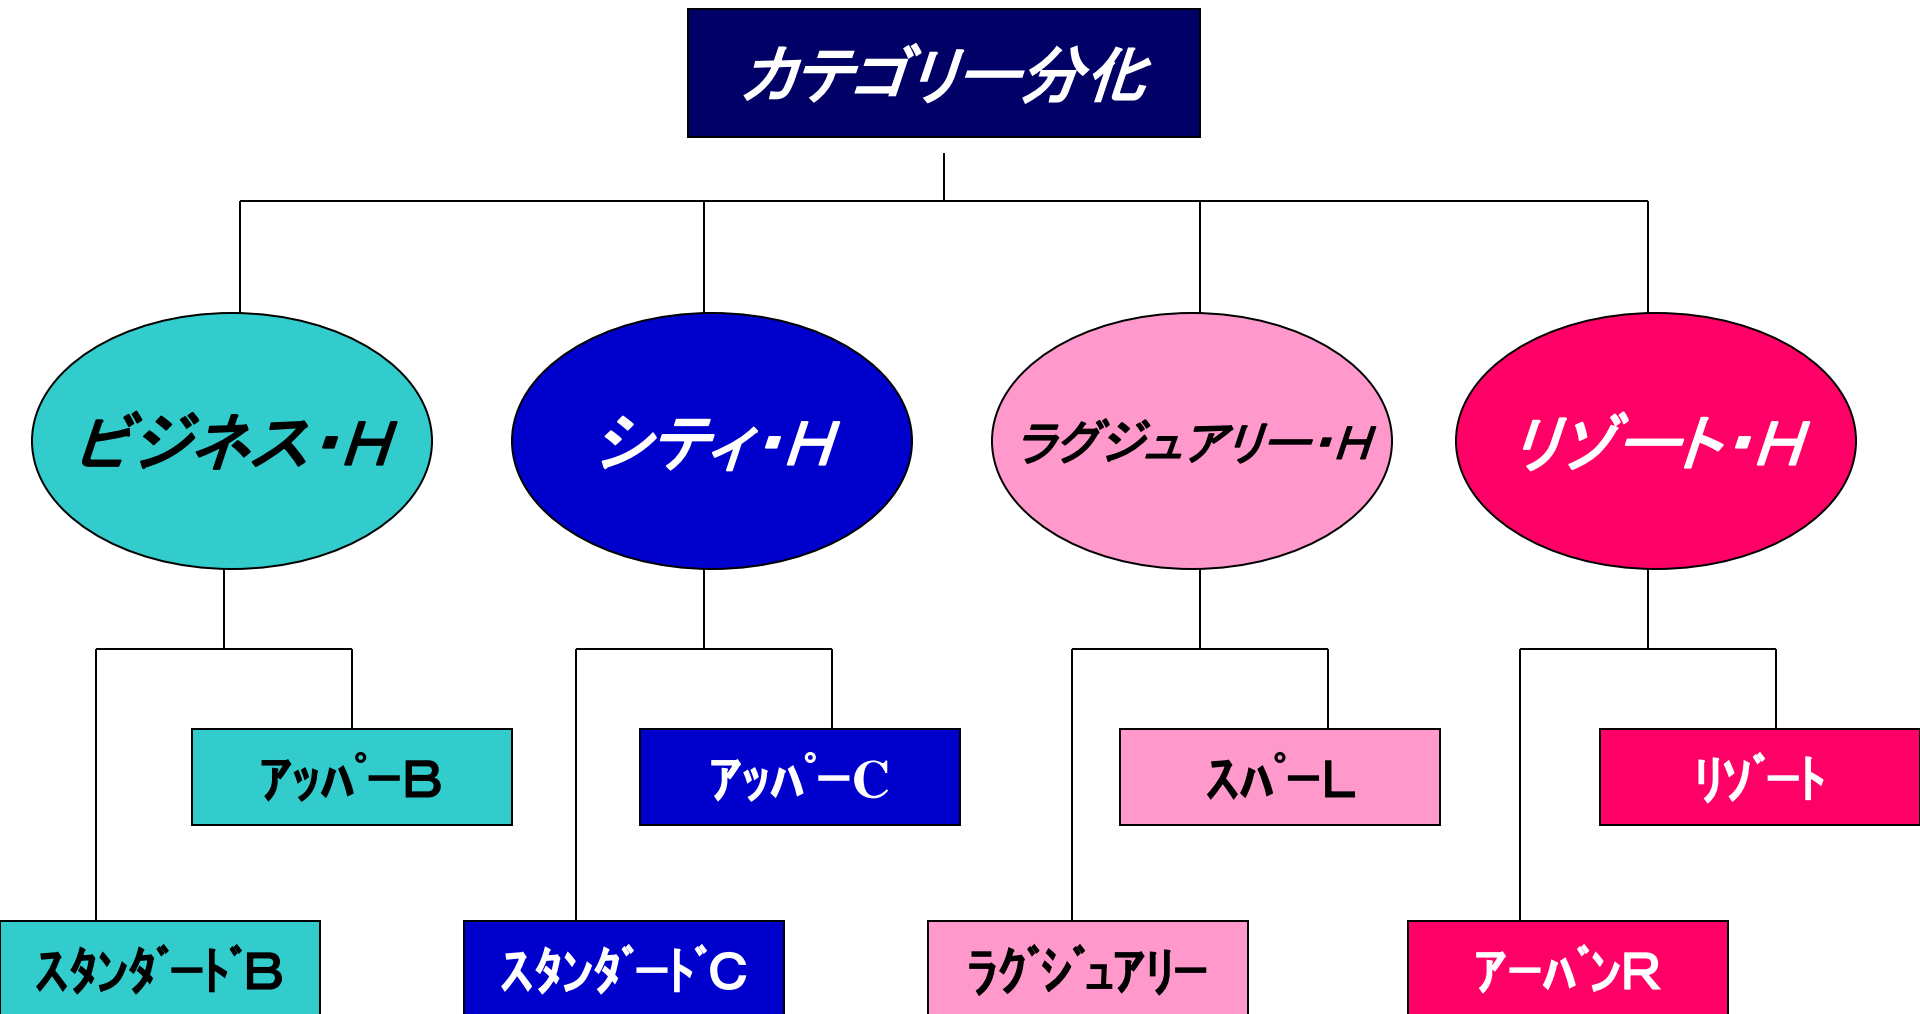 カテゴリー分化
ビジネス・H
シティ・H
ラグジュアリー・H
リゾート・H
ｱｯﾊﾟｰB
ｱｯﾊﾟｰC
ｽﾊﾟｰL
ﾘｿﾞｰﾄ
ｽﾀﾝﾀﾞｰﾄﾞB
ｽﾀﾝﾀﾞｰﾄﾞC
ﾗｸﾞｼﾞｭｱﾘｰ
ｱｰﾊﾞﾝR